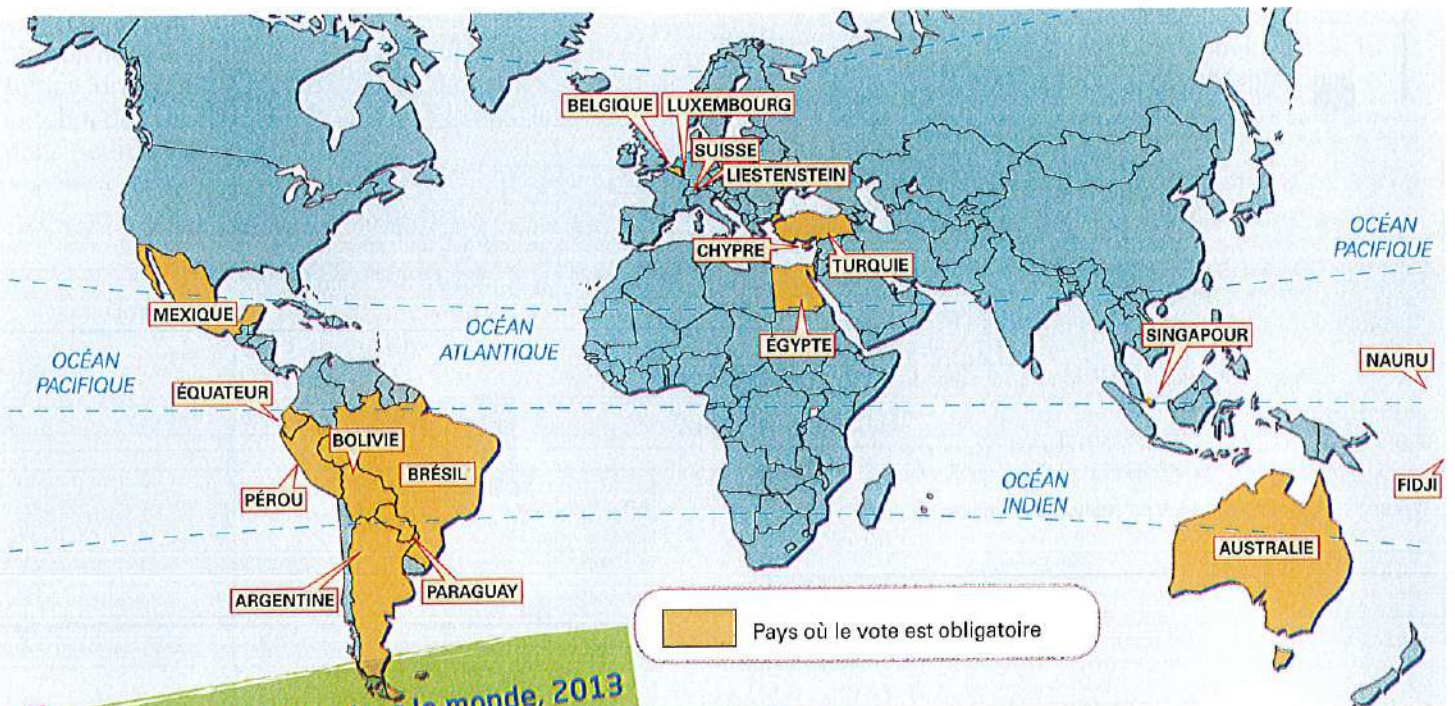 BELGIQUE
LUXEMBOURG
SUISSE
LIESTENSTEIN
CHYPRE
TURQUIE
ÉGYPTE
MEXIQUE
OCÉAN
ATLANTIQUE
OCÉAN
PACIFIQUE
OCÉAN
PACIFIQUE
SINGAPOUR
NAURU
ÉQUATEUR
BOLIVIE
BRÉSIL
PÉROU
OCÉAN
INDIEN
FIDJI
AUSTRALIE
ARGENTINE
PARAGUAY
Pays où le vote est obligatoire
le monde, 2013